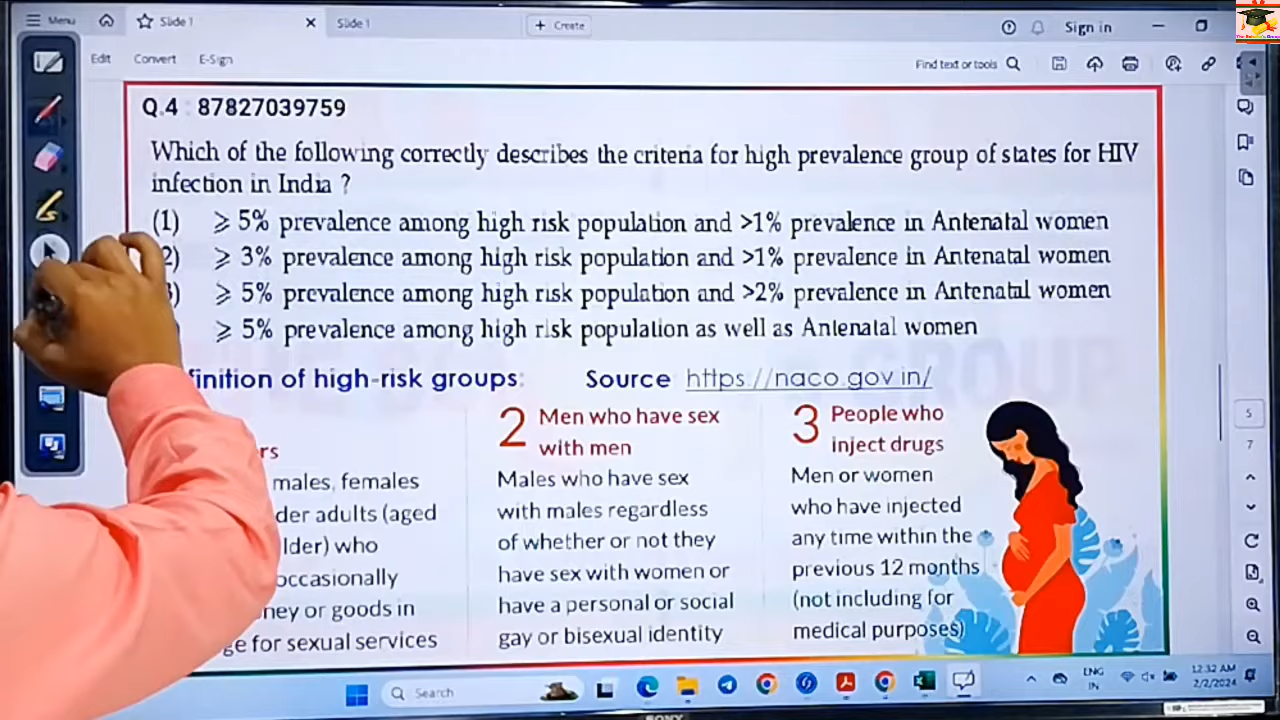 Menu
Slide 1
Slide 1
+ Create
Sign in
Edit
Convert
E-Sign
Find text or tools
Q.4 : 87827039759
Which of the following correctly describes the criteria for high prevalence group of states for HIV
infection in India ?
(1) ⩾ 5% prevalence among high risk population and >1% prevalence in Antenatal women
2) ⩾ 3% prevalence among high risk population and >1% prevalence in Antenatal women
3) ⩾ 5% prevalence among high risk population and >2% prevalence in Antenatal women
⩾ 5% prevalence among high risk population as well as Antenatal women
finition of high-risk groups: Source https://naco.gov.in/
rs
males, females
der adults (aged
lder) who
occasionally
ney or goods in
ge for sexual services
2 Men who have sex
with men
Males who have sex
with males regardless
of whether or not they
have sex with women or
have a personal or social
gay or bisexual identity
3 People who
inject drugs
Men or women
who have injected
any time within the
previous 12 months
(not including for
medical purposes)
5
7
Search
ENG
IN
12:32 AM
2/2/2024
SONY